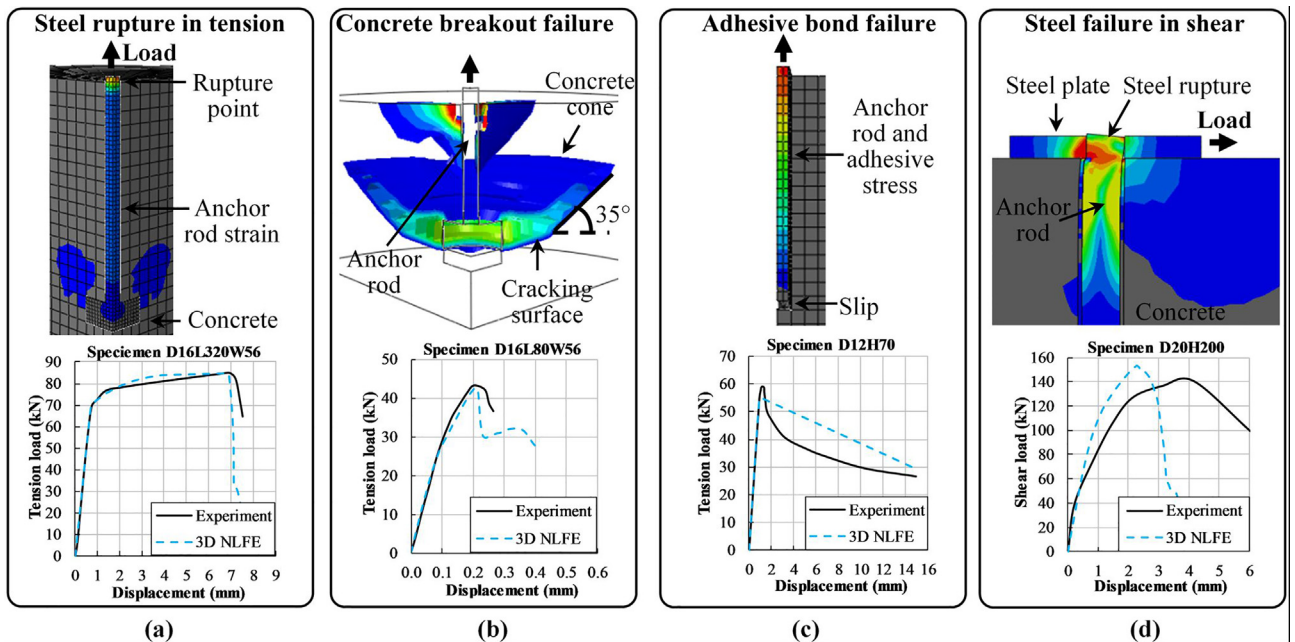 Steel rupture in tension
Load
Rupture
point
Anchor
rod strain
Concrete
Speciemen D16L320W56
Tension load (kN)
90
80
70
60
50
40
30
20
10
0
Experiment
3D NLFE
0 1 2 3 4 5 6 7 8 9
Displacement (mm)
(a)
Concrete breakout failure
Concrete
cone
35°
Anchor
rod
Cracking
surface
Specimen D16L80W56
Tension load (kN)
50
40
30
20
10
0
Experiment
3D NLFE
0.0 0.1 0.2 0.3 0.4 0.5 0.6
Displacement (mm)
(b)
Adhesive bond failure
Anchor
rod and
adhesive
stress
Slip
Specimen D12H70
Tension load (kN)
70
60
50
40
30
20
10
0
Experiment
3D NLFE
0 2 4 6 8 10 12 14 16
Displacement (mm)
(c)
Steel failure in shear
Steel plate
Steel rupture
Load
Anchor
rod
Concrete
Specimen D20H200
Shear load (kN)
160
140
120
100
80
60
40
20
0
Experiment
3D NLFE
0 1 2 3 4 5 6
Displacement (mm)
(d)